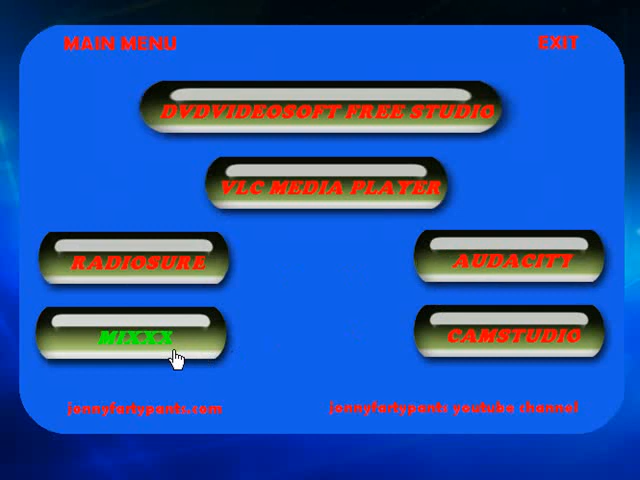 MAIN MENU
EXIT
DVDVIDEOSOFT FREE STUDIO
VLC MEDIA PLAYER
RADIOSURE
AUDACITY
MIXXX
CAMSTUDIO
jonnyfartypants.com
jonnyfartypants youtube channel